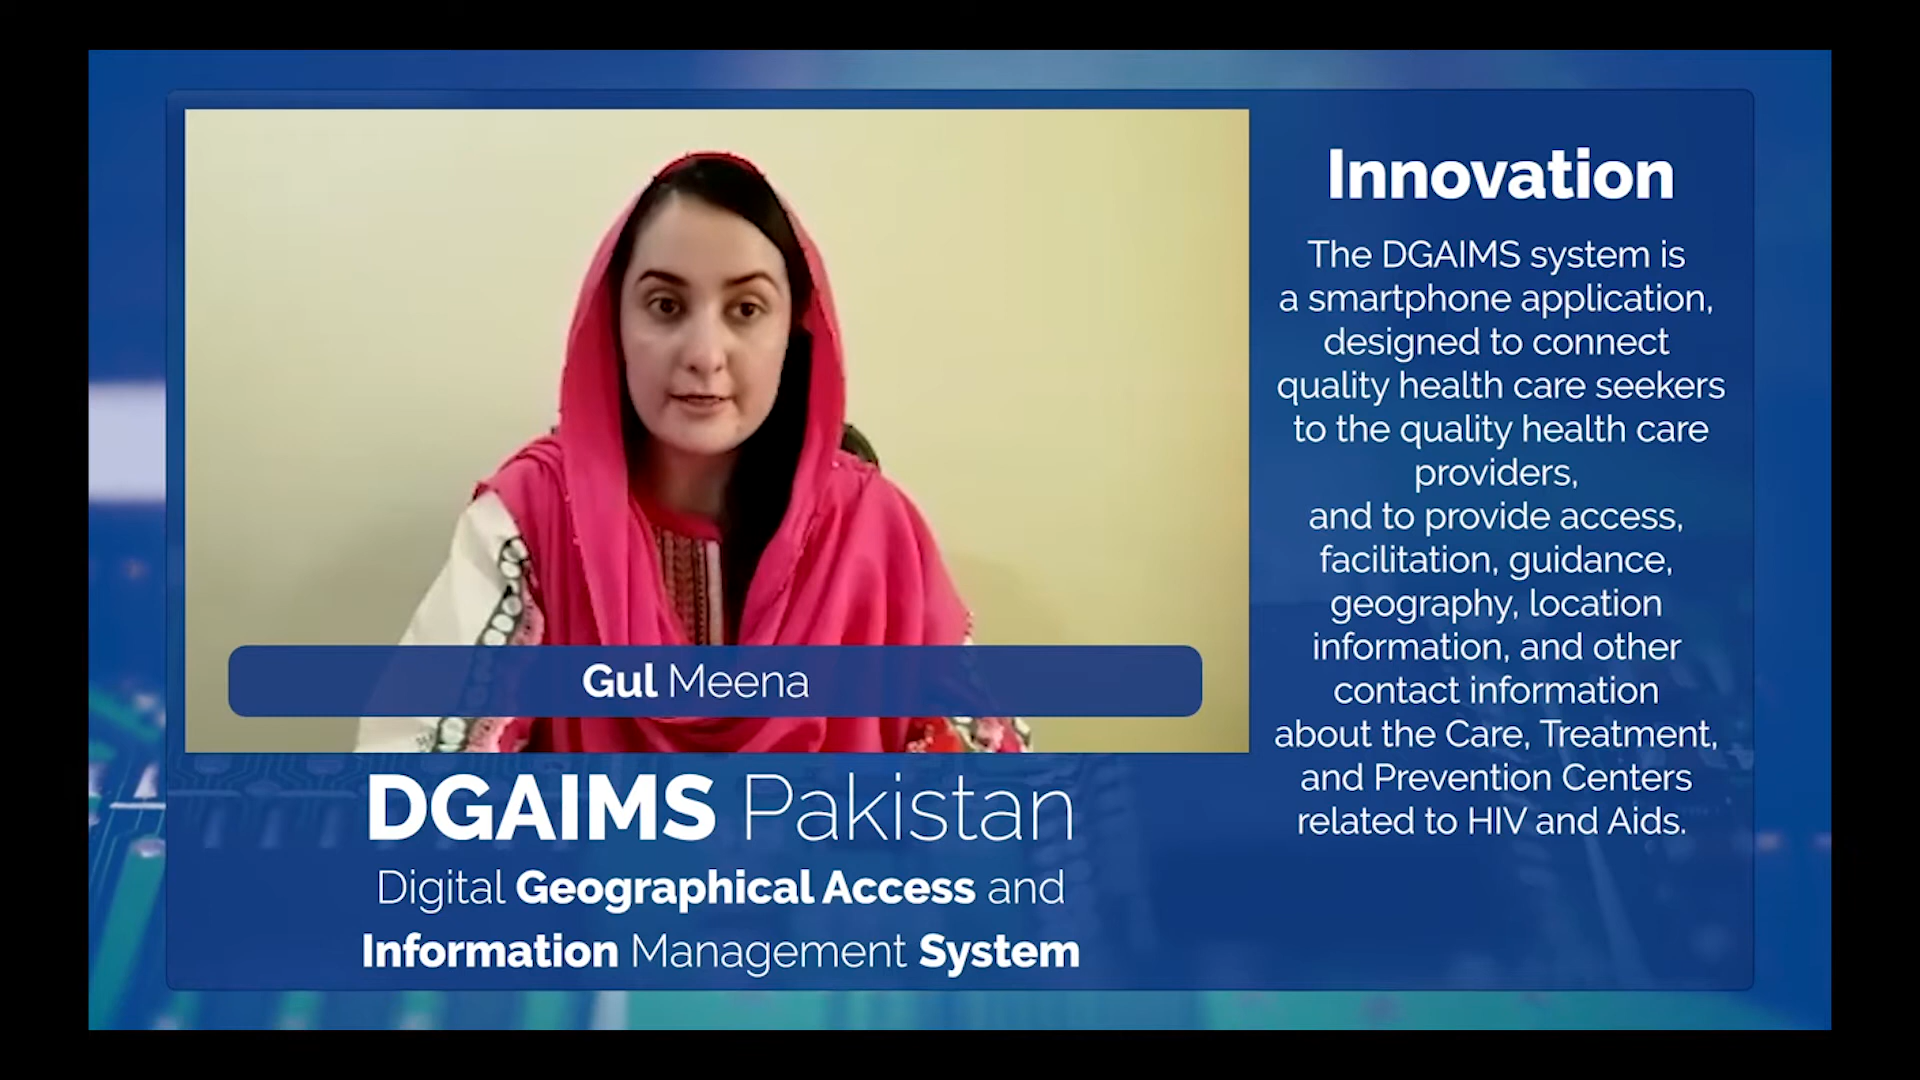 Gul Meena
DGAIMS Pakistan
Digital Geographical Access and
Information Management System
Innovation
The DGAIMS system is
a smartphone application,
designed to connect
quality health care seekers
to the quality health care
providers,
and to provide access,
facilitation, guidance,
geography, location
information, and other
contact information
about the Care, Treatment,
and Prevention Centers
related to HIV and Aids.